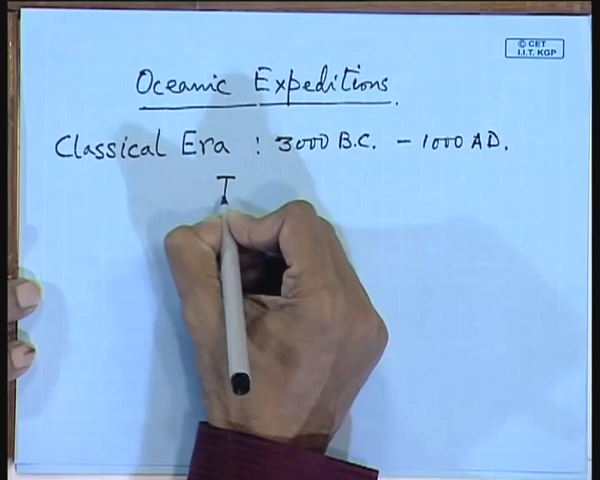 © CET
I.I.T. KGP
Oceanic Expeditions.
Classical Era : 3000 B.C. - 1000 AD.
T